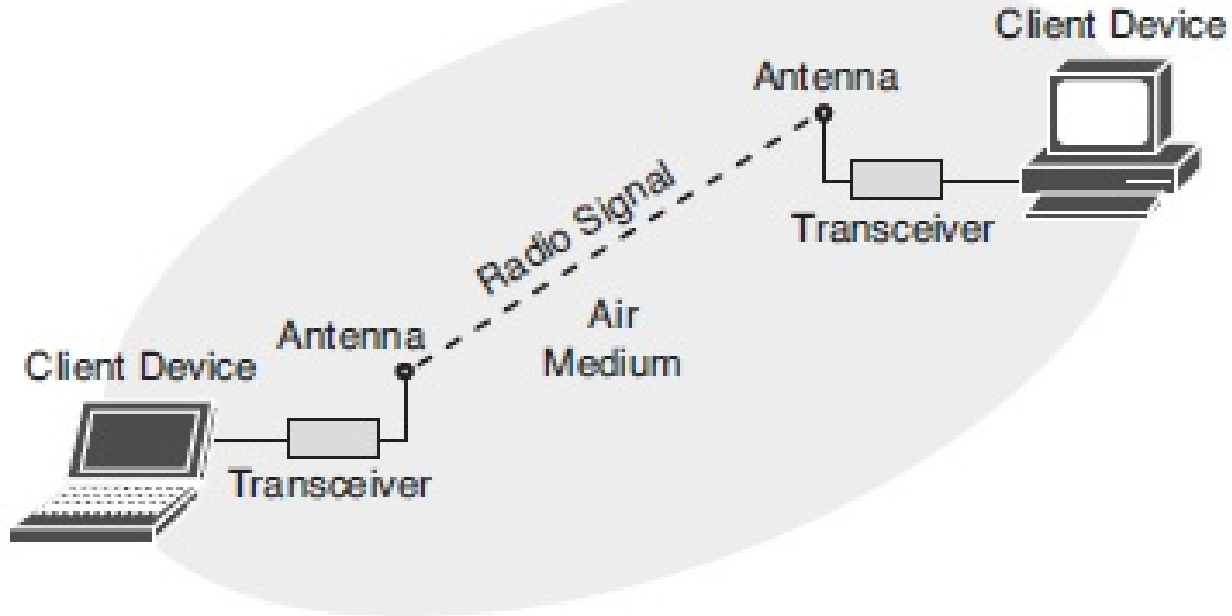 Client Device
Antenna
Transceiver
Radio Signal
Air
Medium
Antenna
Client Device
Transceiver